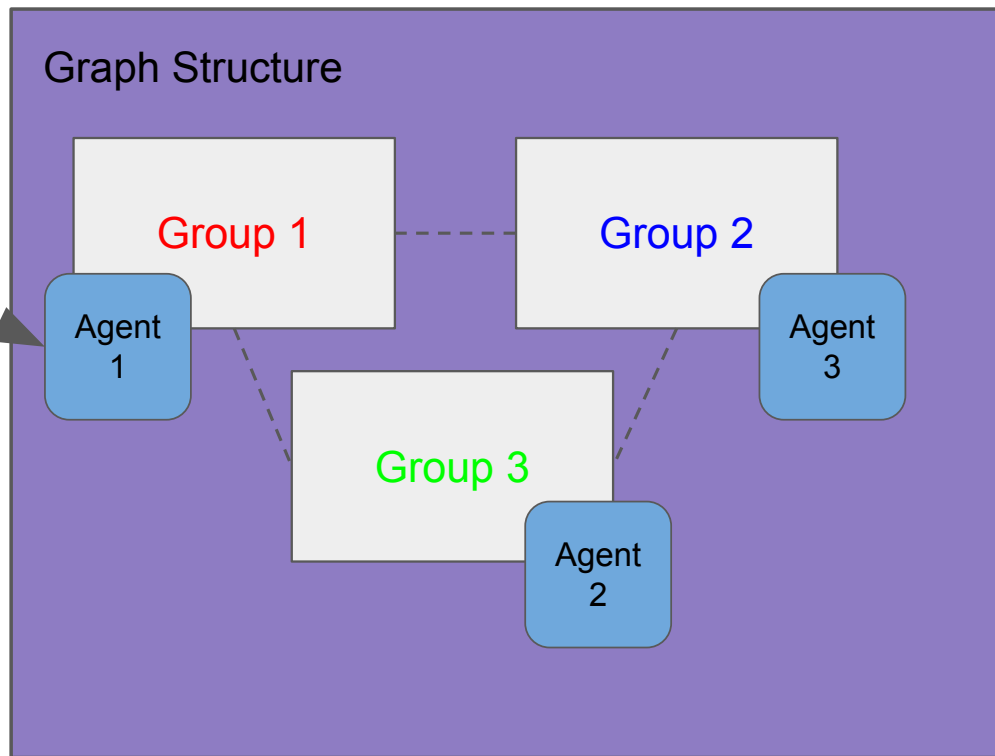 Graph Structure
Group 1
Group 2
Agent
1
Agent
3
Group 3
Agent
2